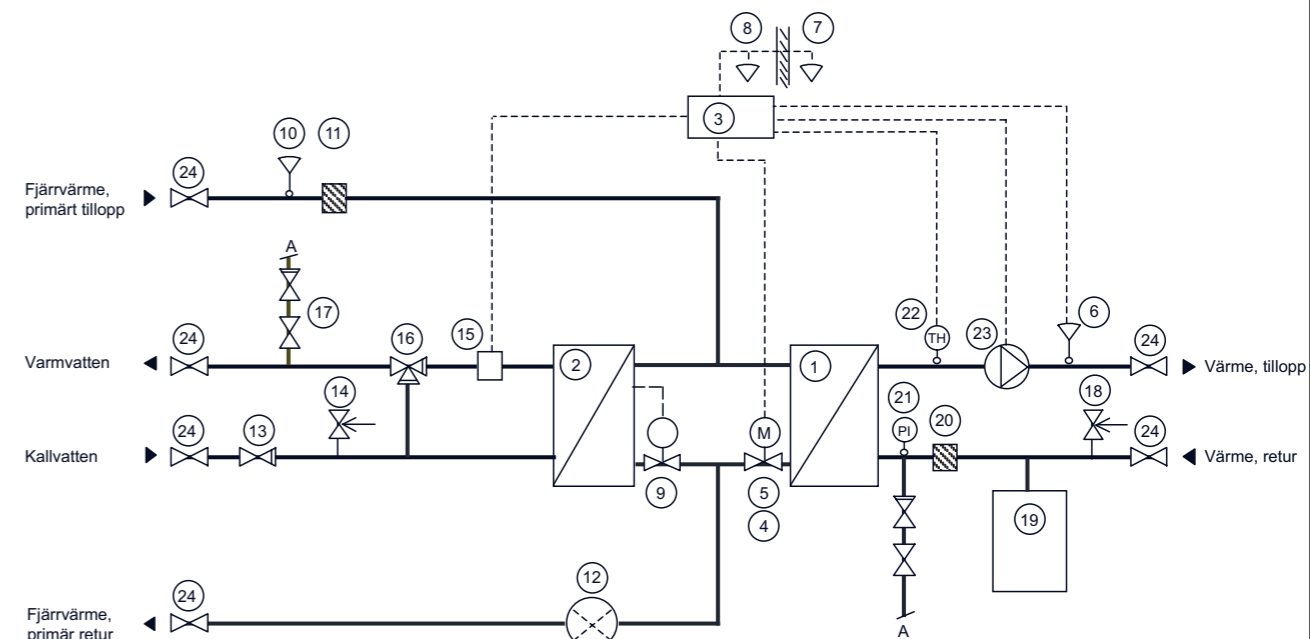 8
7
3
10
11
24
Fjärrvärme,
primärt tillopp
A
17
22
TH
23
6
24
16
15
24
Varmvatten
2
1
Värme, tillopp
14
21
18
20
24
13
24
M
PI
Kallvatten
Värme, retur
9
5
4
19
12
24
Fjärrvärme,
primär retur
A